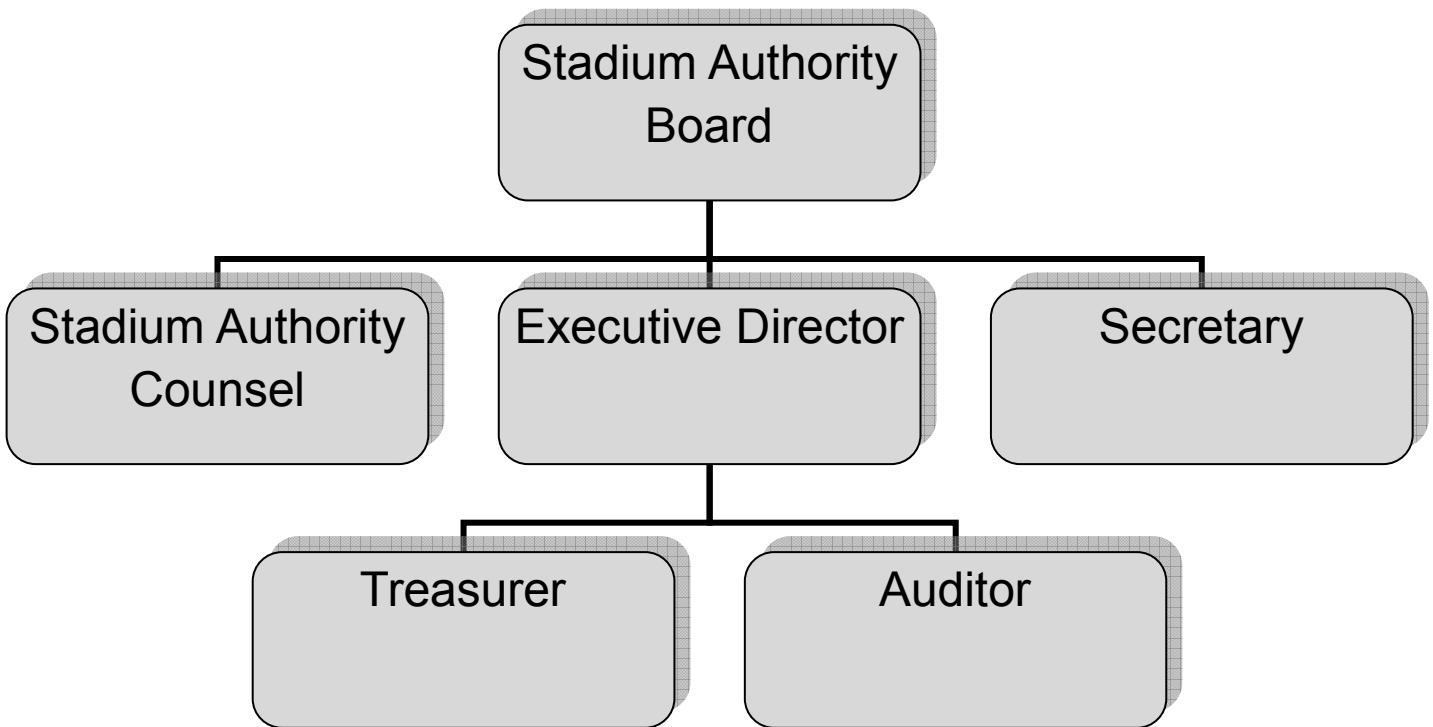 Stadium Authority
Board
Stadium Authority
Counsel
Executive Director
Secretary
Treasurer
Auditor